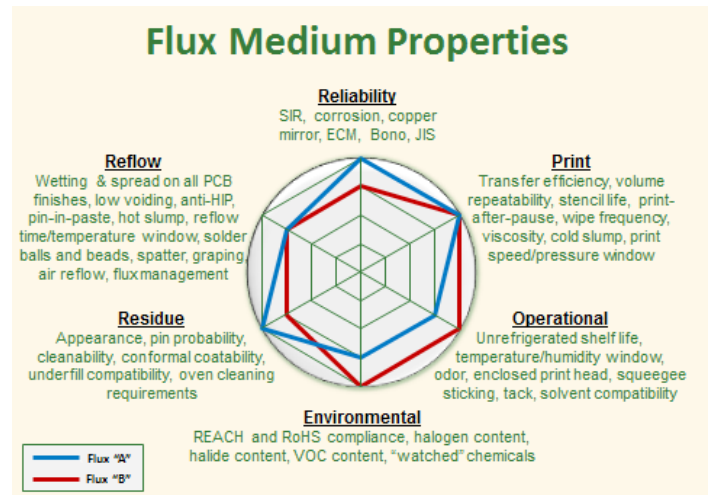 Flux Medium Properties
Reliability
SIR, corrosion, copper
mirror, ECM, Bono, JIS
Reflow
Wetting & spread on all PCB
finishes, low voiding, anti-HIP,
pin-in-paste, hot slump, reflow
time/temperature window, solder
balls and beads, spatter, graping,
air reflow, flux management
Print
Transfer efficiency, volume
repeatability, stencil life, print-
after-pause, wipe frequency,
viscosity, cold slump, print
speed/pressure window
Residue
Appearance, pin probability,
cleanability, conformal coatability,
underfill compatibility, oven cleaning
requirements
Operational
Unrefrigerated shelf life,
temperature/humidity window,
odor, enclosed print head, squeegee
sticking, tack, solvent compatibility
Environmental
REACH and RoHS compliance, halogen content,
halide content, VOC content, “watched” chemicals
Flux “A”
Flux “B”